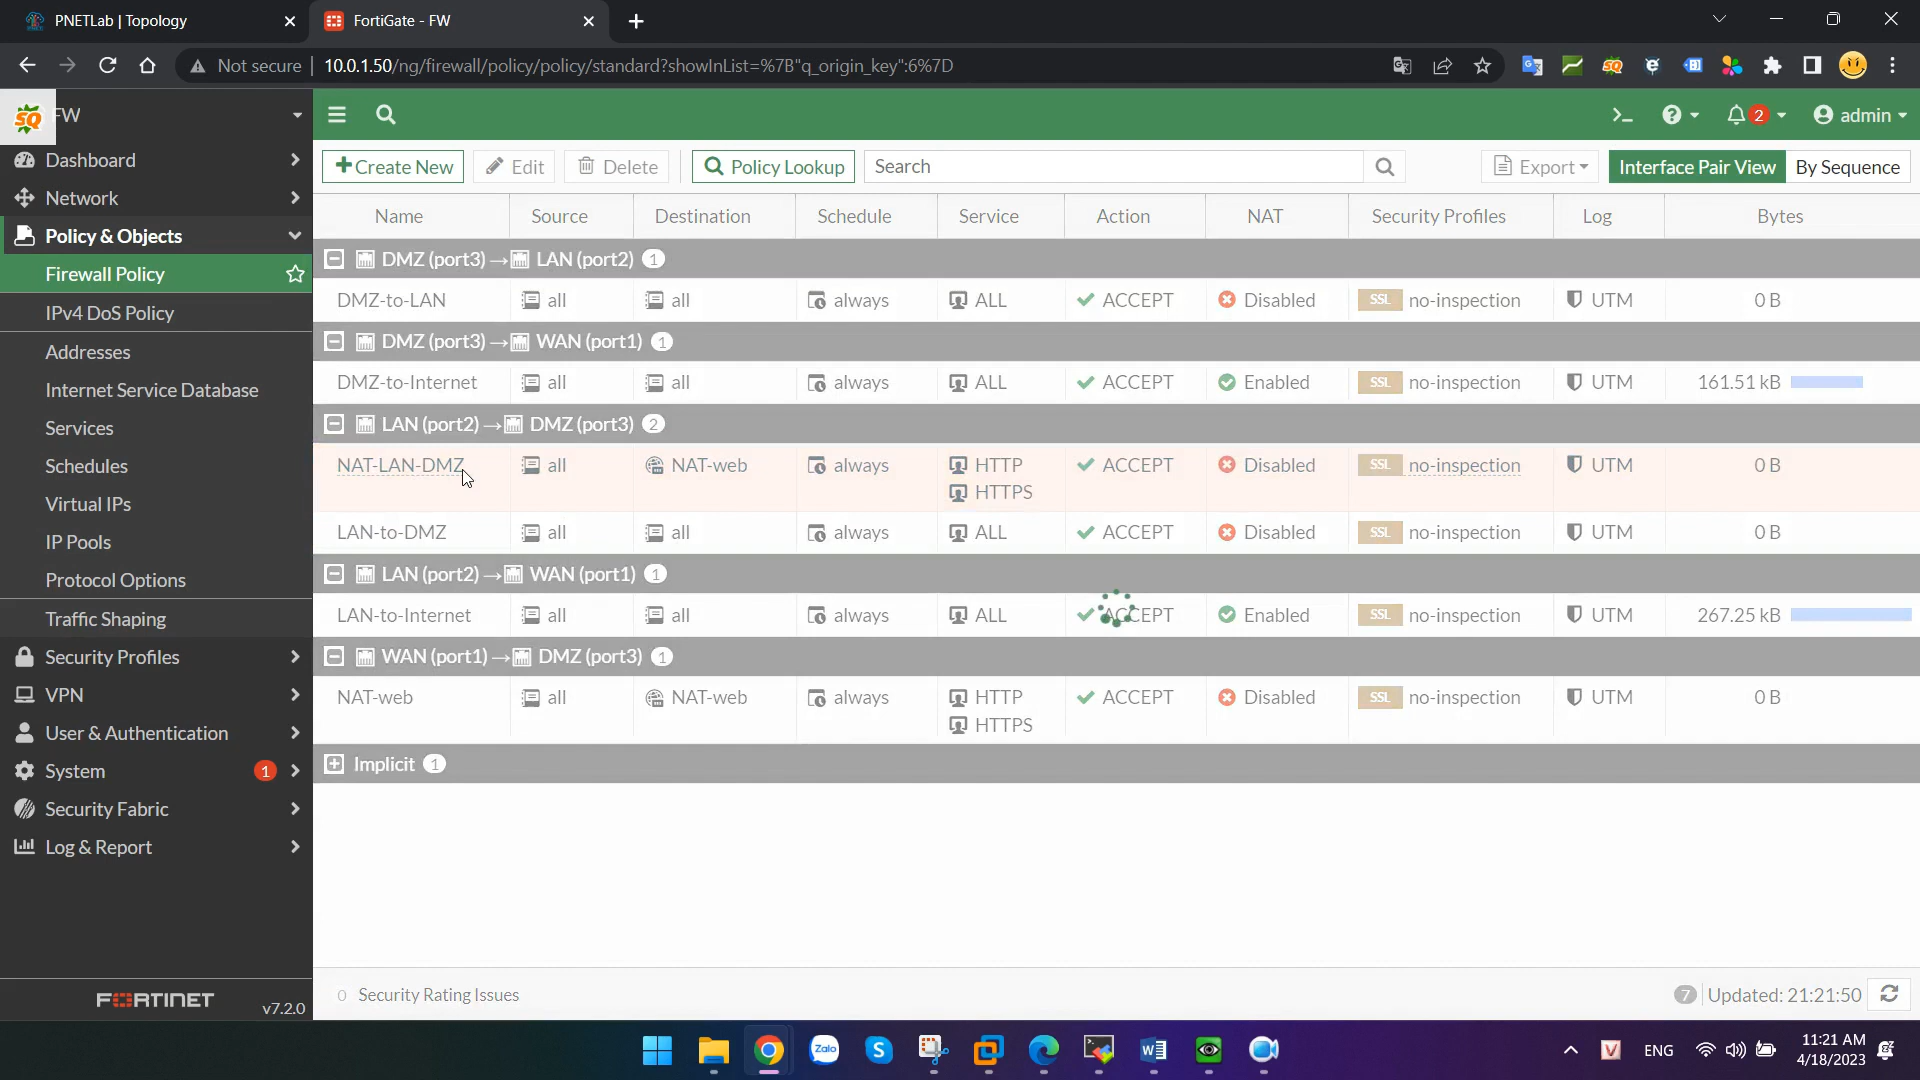 PNETLab | Topology
FortiGate - FW
Not secure
10.0.1.50/ng/firewall/policy/policy/standard?showInList=%7B"q_origin_key":6%7D
SQ
FW
2
admin
Dashboard
Network
Policy & Objects
Firewall Policy
IPv4 DoS Policy
Addresses
Internet Service Database
Services
Schedules
Virtual IPs
IP Pools
Protocol Options
Traffic Shaping
Security Profiles
VPN
User & Authentication
System 1
Security Fabric
Log & Report
FORTINET v7.2.0
Create New Edit Delete Policy Lookup Search Export Interface Pair View By Sequence
Name Source Destination Schedule Service Action NAT Security Profiles Log Bytes
DMZ (port3) → LAN (port2) 1
DMZ-to-LAN all all always ALL ACCEPT Disabled SSL no-inspection UTM 0 B
DMZ (port3) → WAN (port1) 1
DMZ-to-Internet all all always ALL ACCEPT Enabled SSL no-inspection UTM 161.51 kB
LAN (port2) → DMZ (port3) 2
NAT-LAN-DMZ all NAT-web always HTTP ACCEPT Disabled SSL no-inspection UTM 0 B
HTTPS
LAN-to-DMZ all all always ALL ACCEPT Disabled SSL no-inspection UTM 0 B
LAN (port2) → WAN (port1) 1
LAN-to-Internet all all always ALL ACCEPT Enabled SSL no-inspection UTM 267.25 kB
WAN (port1) → DMZ (port3) 1
NAT-web all NAT-web always HTTP ACCEPT Disabled SSL no-inspection UTM 0 B
HTTPS
Implicit 1
0 Security Rating Issues
7 Updated: 21:21:50
Zalo
ENG
11:21 AM
4/18/2023